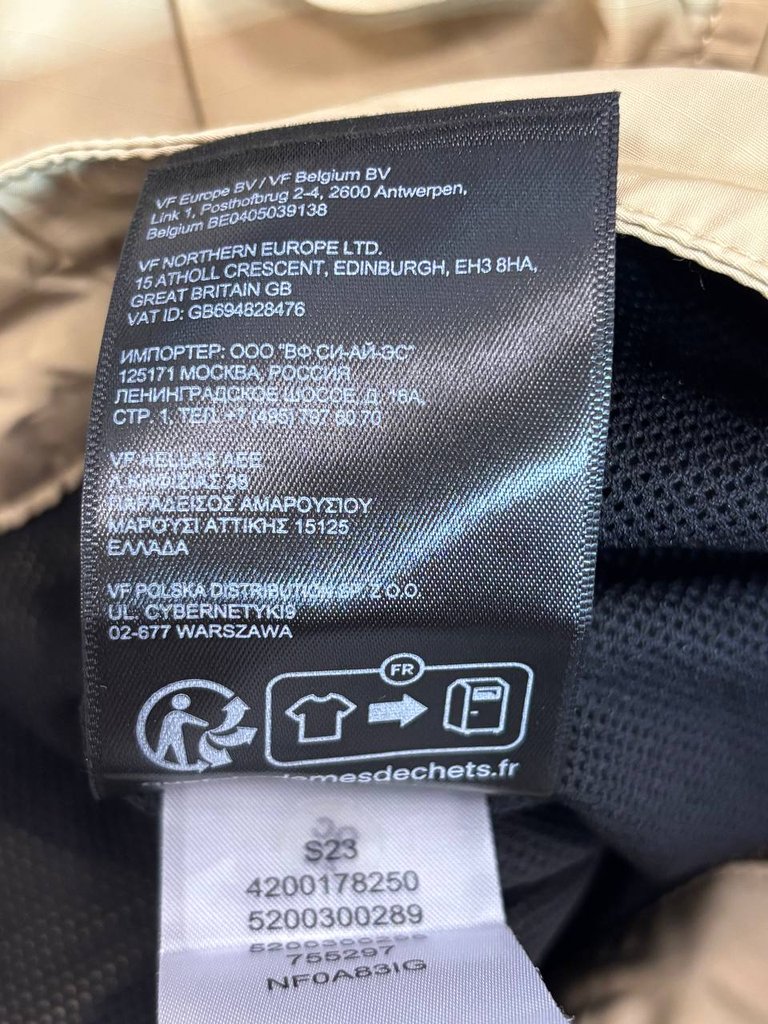 VF Europe BV / VF Belgium BV
Link 1, Posthofbrug 2-4, 2600 Antwerpen,
Belgium BE0405039138
VF NORTHERN EUROPE LTD.
15 ATHOLL CRESCENT, EDINBURGH, EH3 8HA,
GREAT BRITAIN GB
VAT ID: GB694828476
ИМПОРТЕР: ООО "ВФ СИ-АЙ-ЭС"
125171 МОСКВА, РОССИЯ
ЛЕНИНГРАДСКОЕ ШОССЕ, Д. 16А,
СТР. 1. ТЕЛ. +7 (495) 797 80 70
VF HELLAS AEE
Λ.ΚΗΦΙΣΙΑΣ 38
ΠΑΡΑΔΕΙΣΟΣ ΑΜΑΡΟΥΣΙΟΥ
ΜΑΡΟΥΣΙ ΑΤΤΙΚΗΣ 15125
ΕΛΛΑΔΑ
VF POLSKA DISTRIBUTION SP. Z O.O.
UL. CYBERNETYKI9
02-677 WARSZAWA
FR
S23
4200178250
5200300289
755297
NF0A83IG